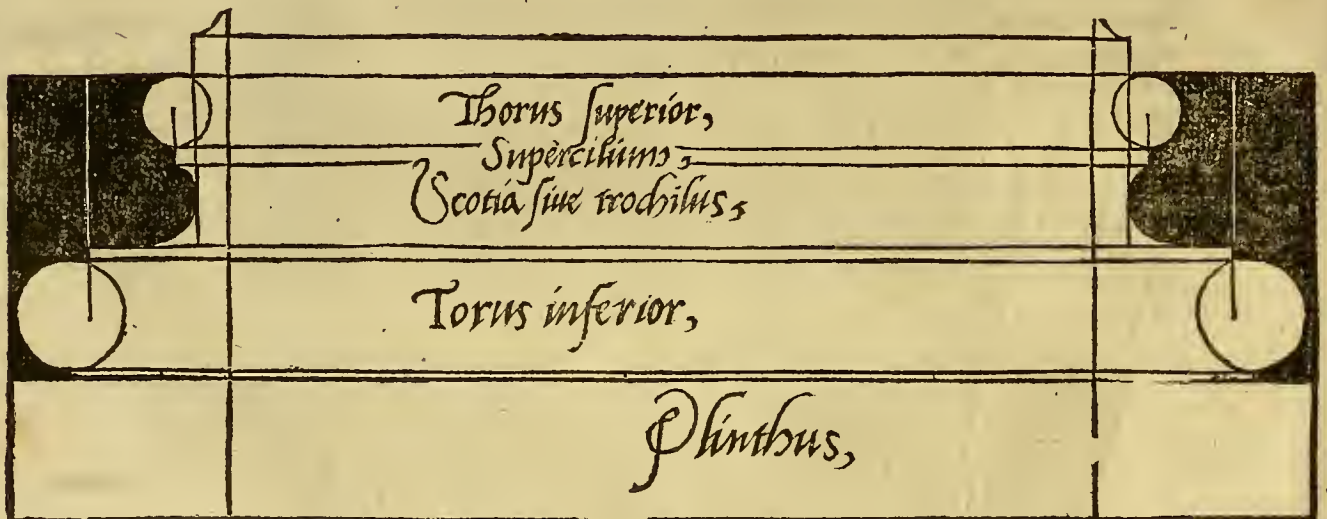 Thorus superior,
Supercilium,
Scotia siue trochilus,
Torus inferior,
Plinthus,